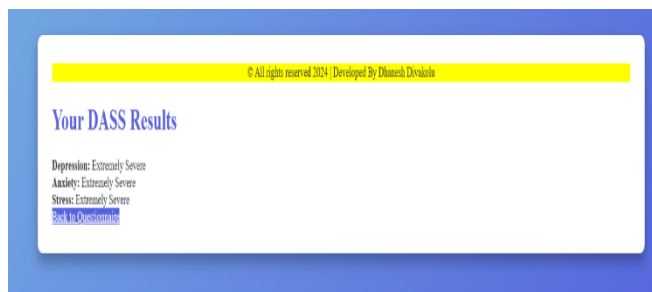 © All rights reserved 2024 | Developed By Dhanesh Divakolu
Your DASS Results
Depression: Extremely Severe
Anxiety: Extremely Severe
Stress: Extremely Severe
Back to Questionnaire